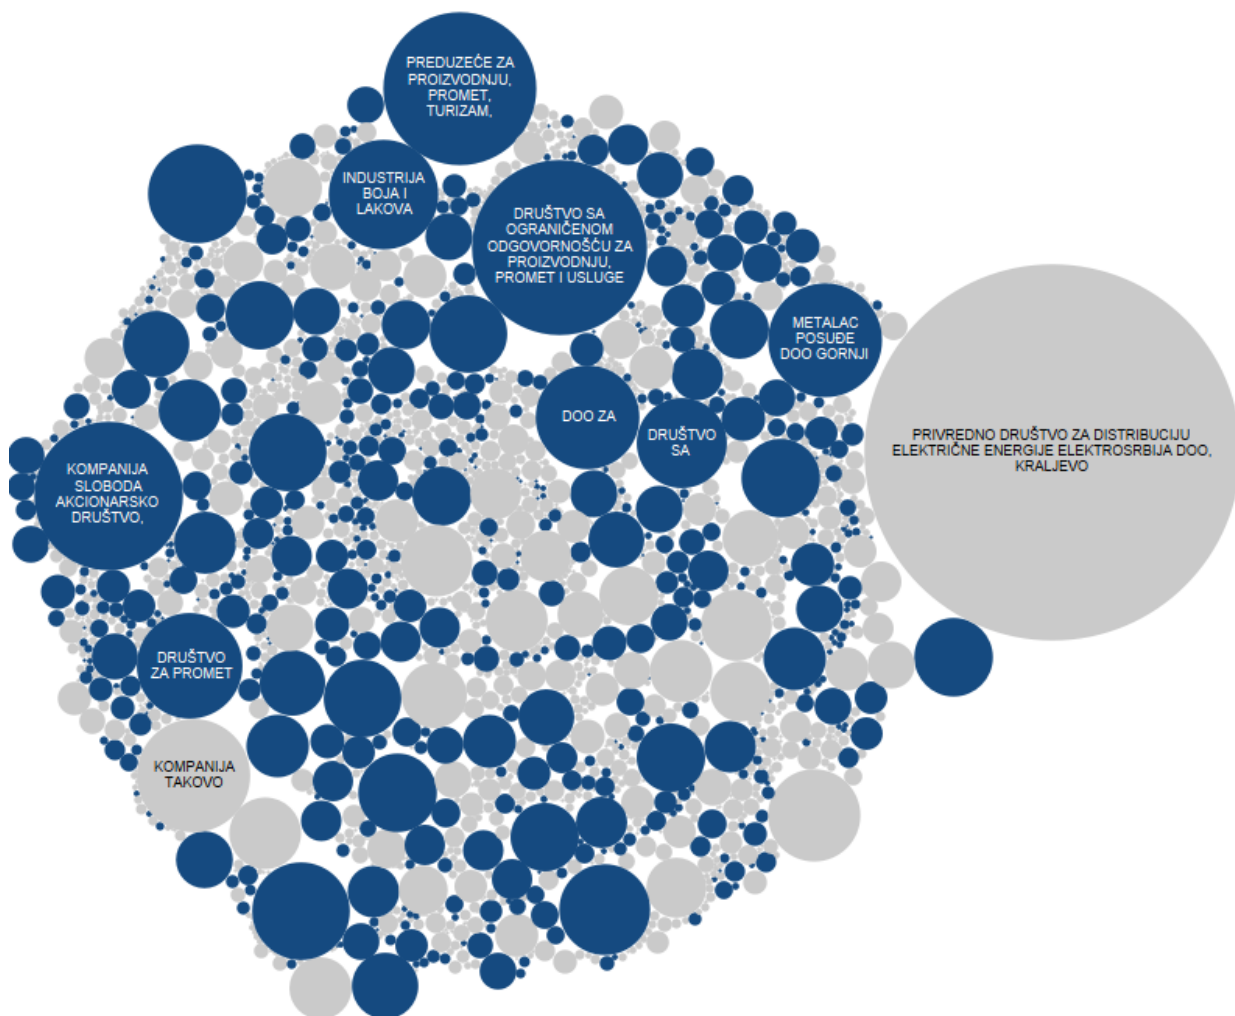 PREDUZEĆE ZA
PROIZVODNJU,
PROMET,
TURIZAM,
INDUSTRIJA
BOJA I
LAKOVA
DRUŠTVO SA
OGRANIČENOM
ODGOVORNOŠĆU ZA
PROIZVODNJU,
PROMET I USLUGE
METALAC
POSUĐE
DOO GORNJI
DOO ZA
DRUŠTVO
SA
PRIVREDNO DRUŠTVO ZA DISTRIBUCIJU
ELEKTRIČNE ENERGIJE ELEKTROSRBIJA DOO,
KRALJEVO
KOMPANIJA
SLOBODA
AKCIONARSKO
DRUŠTVO,
DRUŠTVO
ZA PROMET
KOMPANIJA
TAKOVO